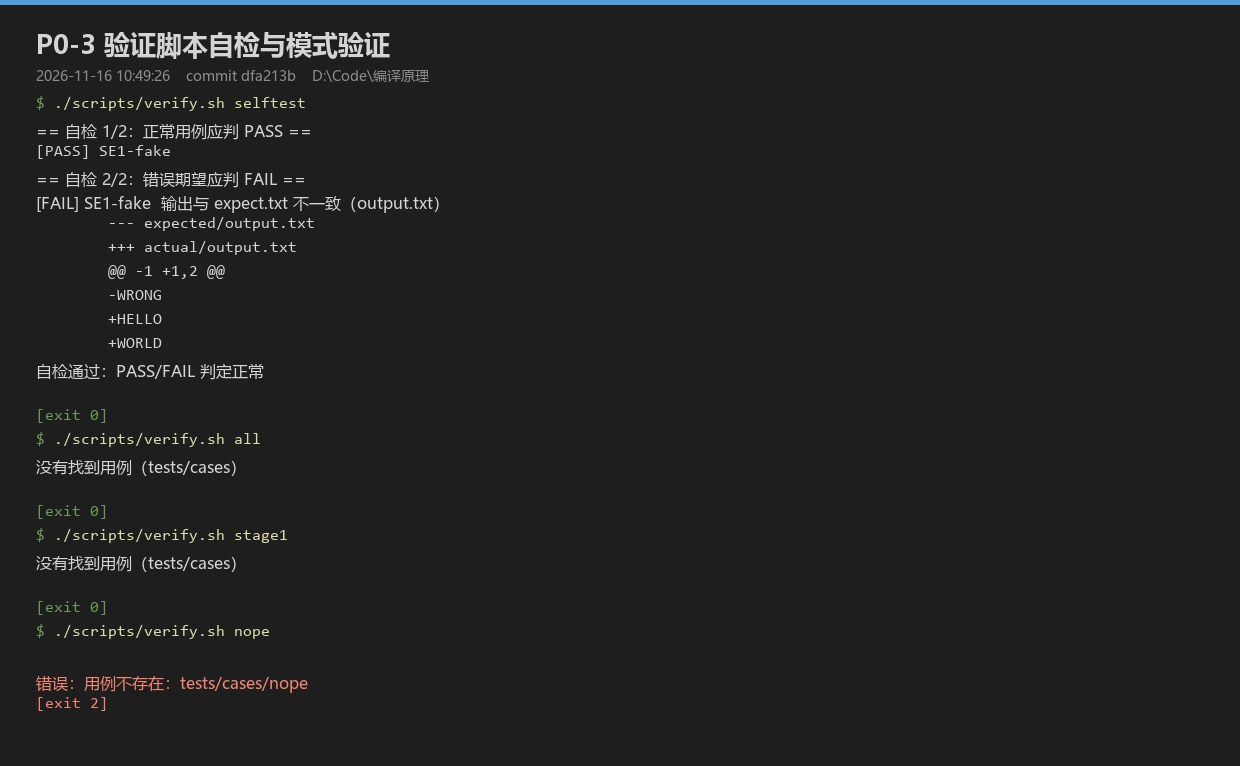 P0-3 验证脚本自检与模式验证
2026-11-16 10:49:26 commit dfa213b D:\Code\编译原理
$ ./scripts/verify.sh selftest
== 自检 1/2：正常用例应判 PASS ==
[PASS] SE1-fake
== 自检 2/2：错误期望应判 FAIL ==
[FAIL] SE1-fake 输出与 expect.txt 不一致（output.txt）
--- expected/output.txt
+++ actual/output.txt
@@ -1 +1,2 @@
-WRONG
+HELLO
+WORLD
自检通过：PASS/FAIL 判定正常
[exit 0]
$ ./scripts/verify.sh all
没有找到用例（tests/cases）
[exit 0]
$ ./scripts/verify.sh stage1
没有找到用例（tests/cases）
[exit 0]
$ ./scripts/verify.sh nope
错误：用例不存在：tests/cases/nope
[exit 2]